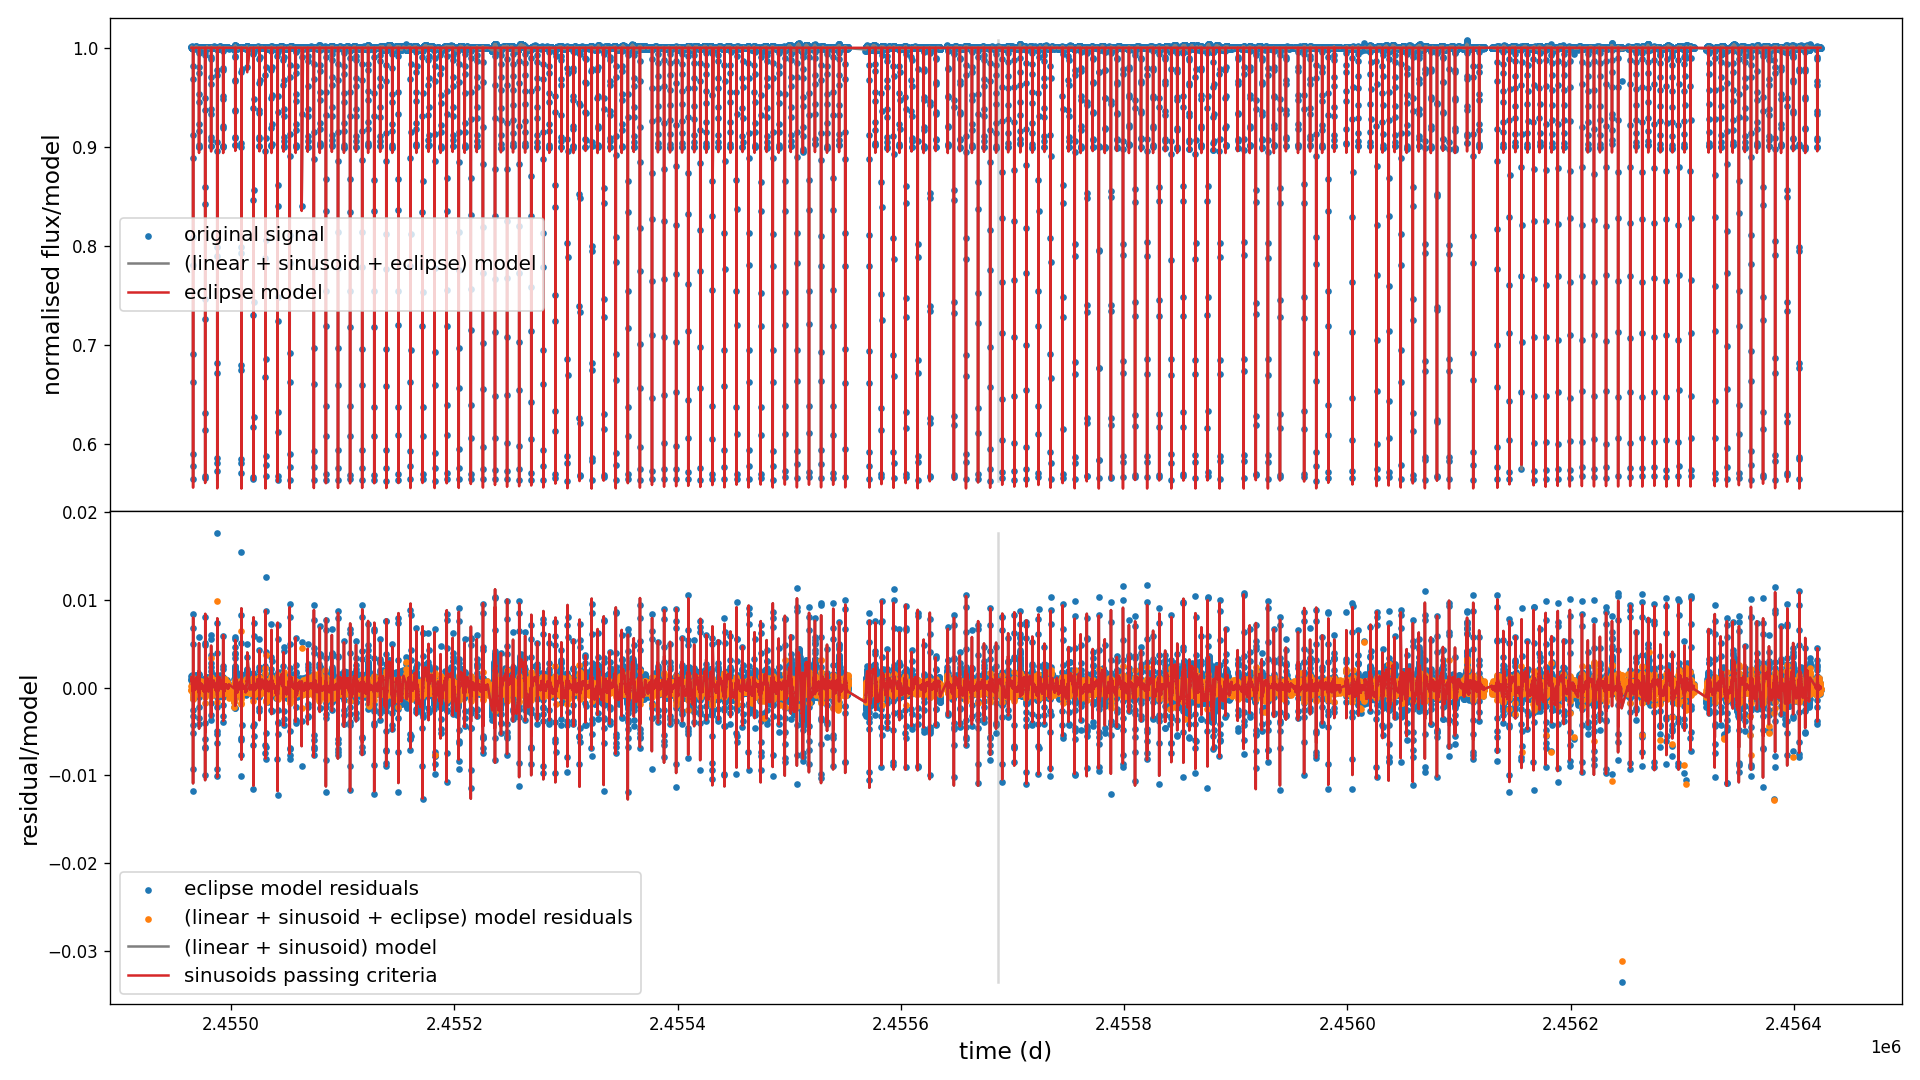 normalised flux/model
1.0
0.9
0.8
0.7
0.6
original signal
(linear + sinusoid + eclipse) model
eclipse model
residual/model
0.02
0.01
0.00
−0.01
−0.02
−0.03
eclipse model residuals
(linear + sinusoid + eclipse) model residuals
(linear + sinusoid) model
sinusoids passing criteria
2.4550 2.4552 2.4554 2.4556 2.4558 2.4560 2.4562 2.4564
1e6
time (d)